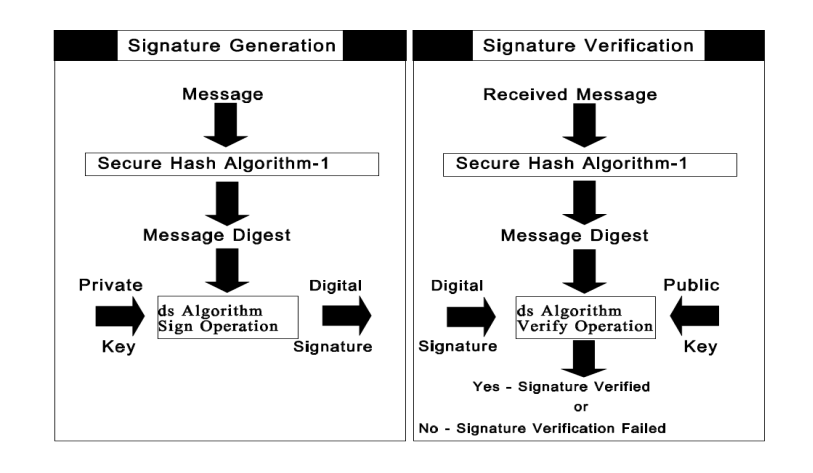 Signature Generation
Message
Secure Hash Algorithm-1
Message Digest
Private
Key
ds Algorithm
Sign Operation
Digital
Signature
Signature Verification
Received Message
Secure Hash Algorithm-1
Message Digest
Digital
Signature
ds Algorithm
Verify Operation
Public
Key
Yes - Signature Verified
or
No - Signature Verification Failed